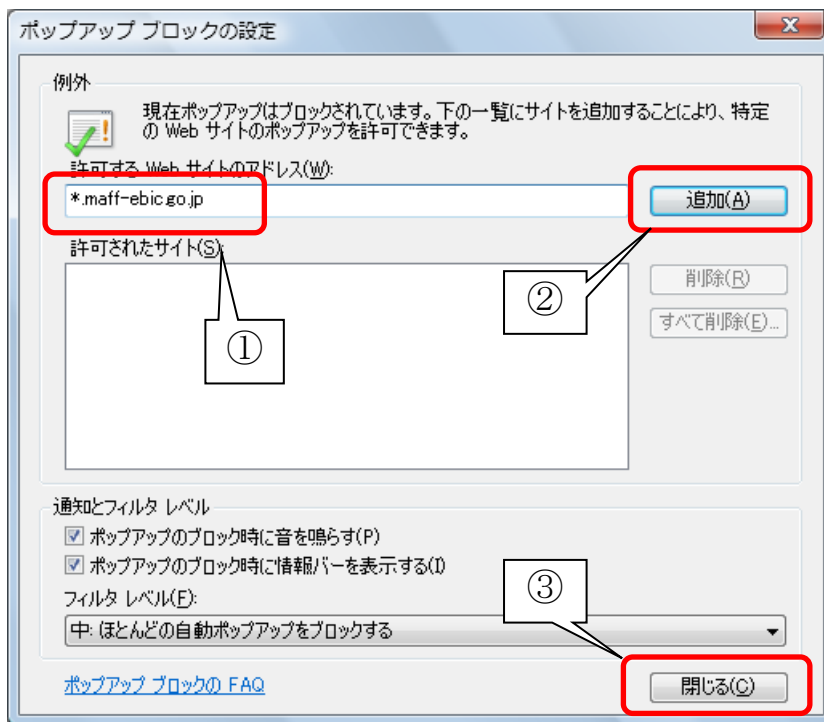 ポップアップ ブロックの設定
例外
現在ポップアップはブロックされています。下の一覧にサイトを追加することにより、特定
の Web サイトのポップアップを許可できます。
許可する Web サイトのアドレス(W):
*.maff-ebic.go.jp
追加(A)
許可されたサイト(S):
②
削除(R)
すべて削除(E)...
①
通知とフィルタ レベル
ポップアップのブロック時に音を鳴らす(P)
ポップアップのブロック時に情報バーを表示する(I)
③
フィルタ レベル(F):
中: ほとんどの自動ポップアップをブロックする
ポップアップ ブロックの FAQ
閉じる(C)